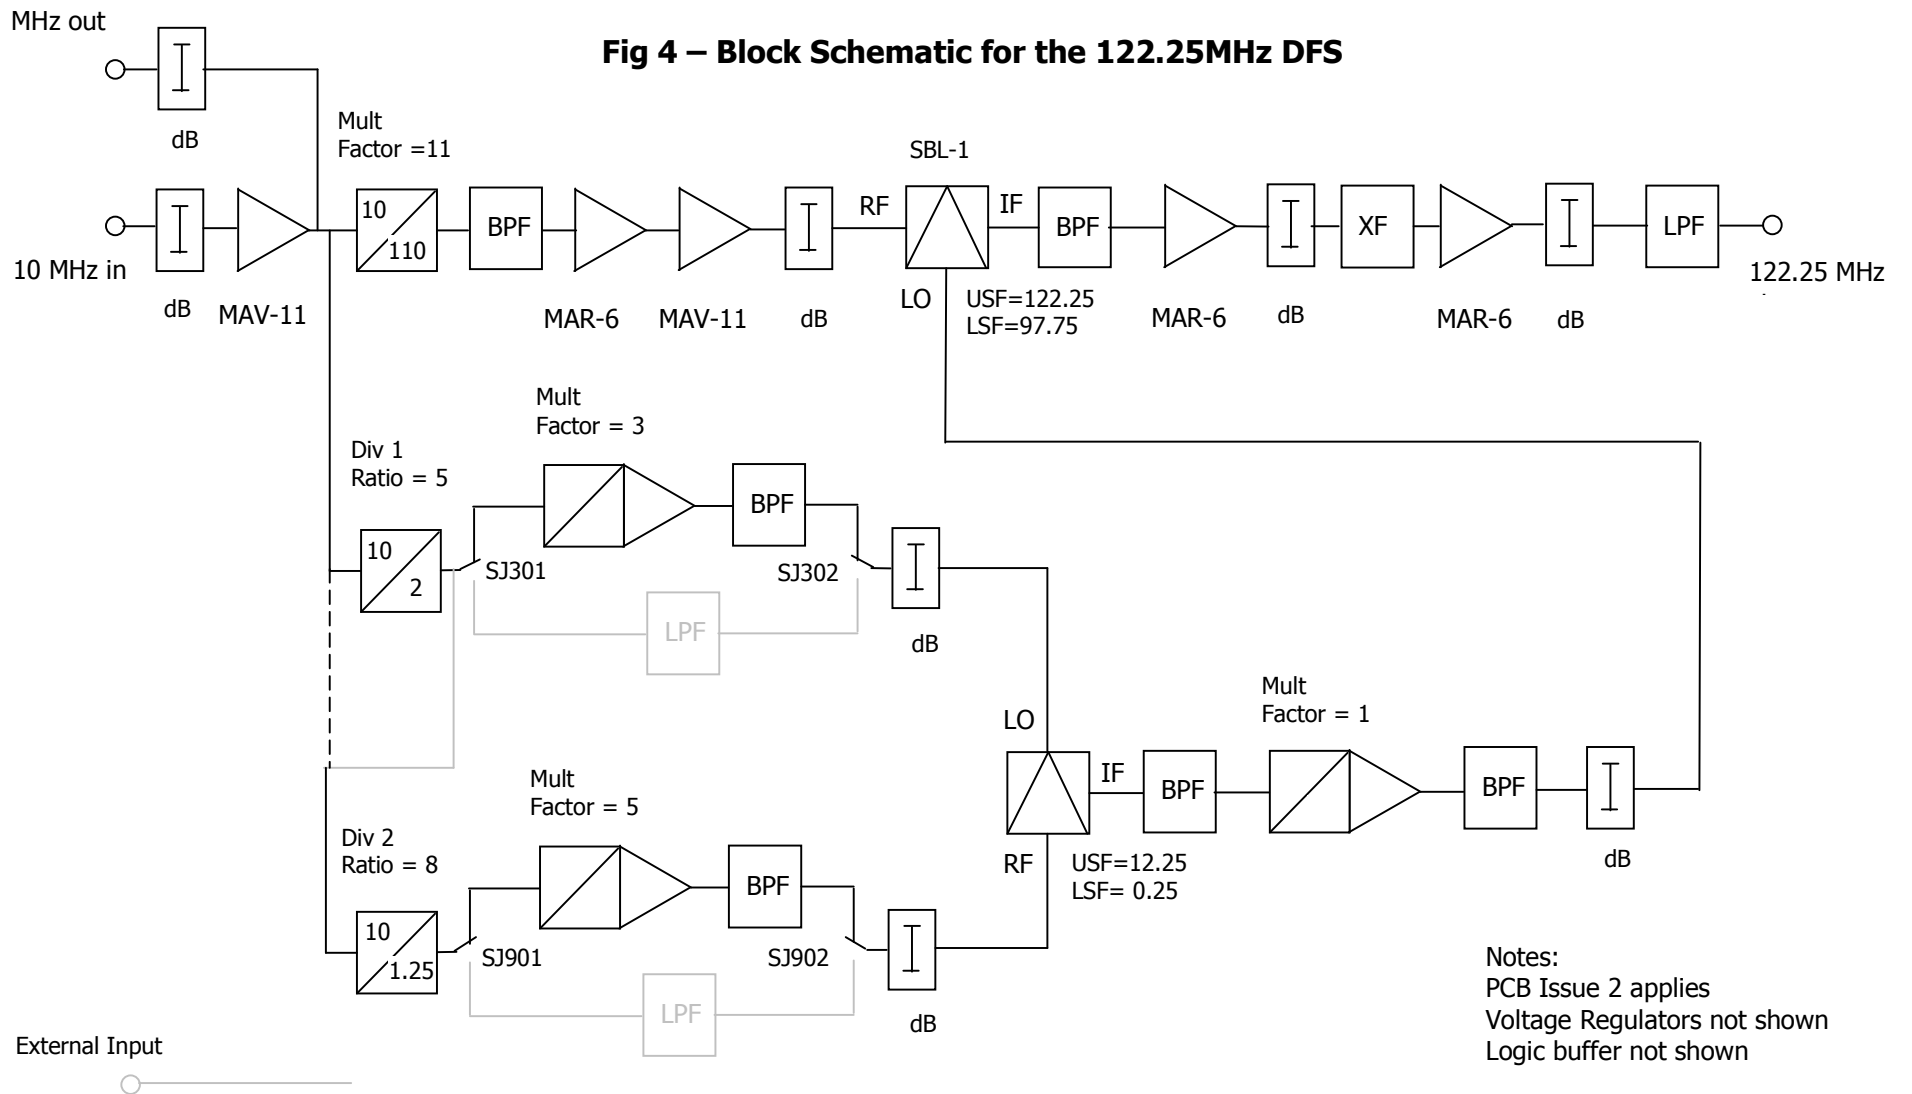 MHz out
Fig 4 – Block Schematic for the 122.25MHz DFS
dB
Mult
Factor =11
SBL-1
10
110
BPF
RF
IF
BPF
XF
LPF
10 MHz in
dB
MAV-11
MAR-6
MAV-11
dB
LO
USF=122.25
LSF=97.75
MAR-6
dB
MAR-6
dB
122.25 MHz
Mult
Factor = 3
Div 1
Ratio = 5
BPF
10
2
SJ301
SJ302
LPF
dB
Mult
Factor = 1
LO
IF
BPF
BPF
Mult
Factor = 5
Div 2
Ratio = 8
BPF
RF
USF=12.25
LSF= 0.25
dB
10
1.25
SJ901
SJ902
LPF
dB
Notes:
PCB Issue 2 applies
Voltage Regulators not shown
Logic buffer not shown
External Input